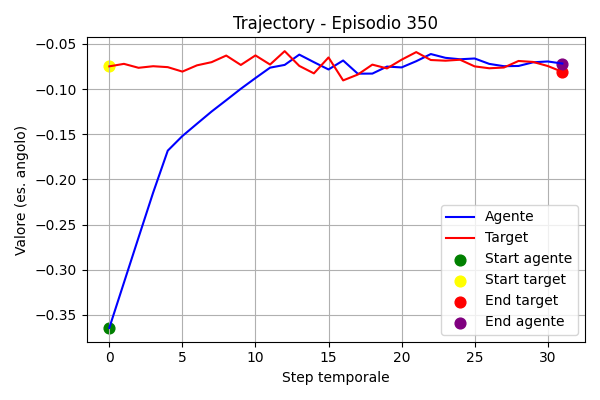 Trajectory - Episodio 350
Valore (es. angolo)
−0.05
−0.10
−0.15
−0.20
−0.25
−0.30
−0.35
0
5
10
15
20
25
30
Step temporale
Agente
Target
Start agente
Start target
End target
End agente